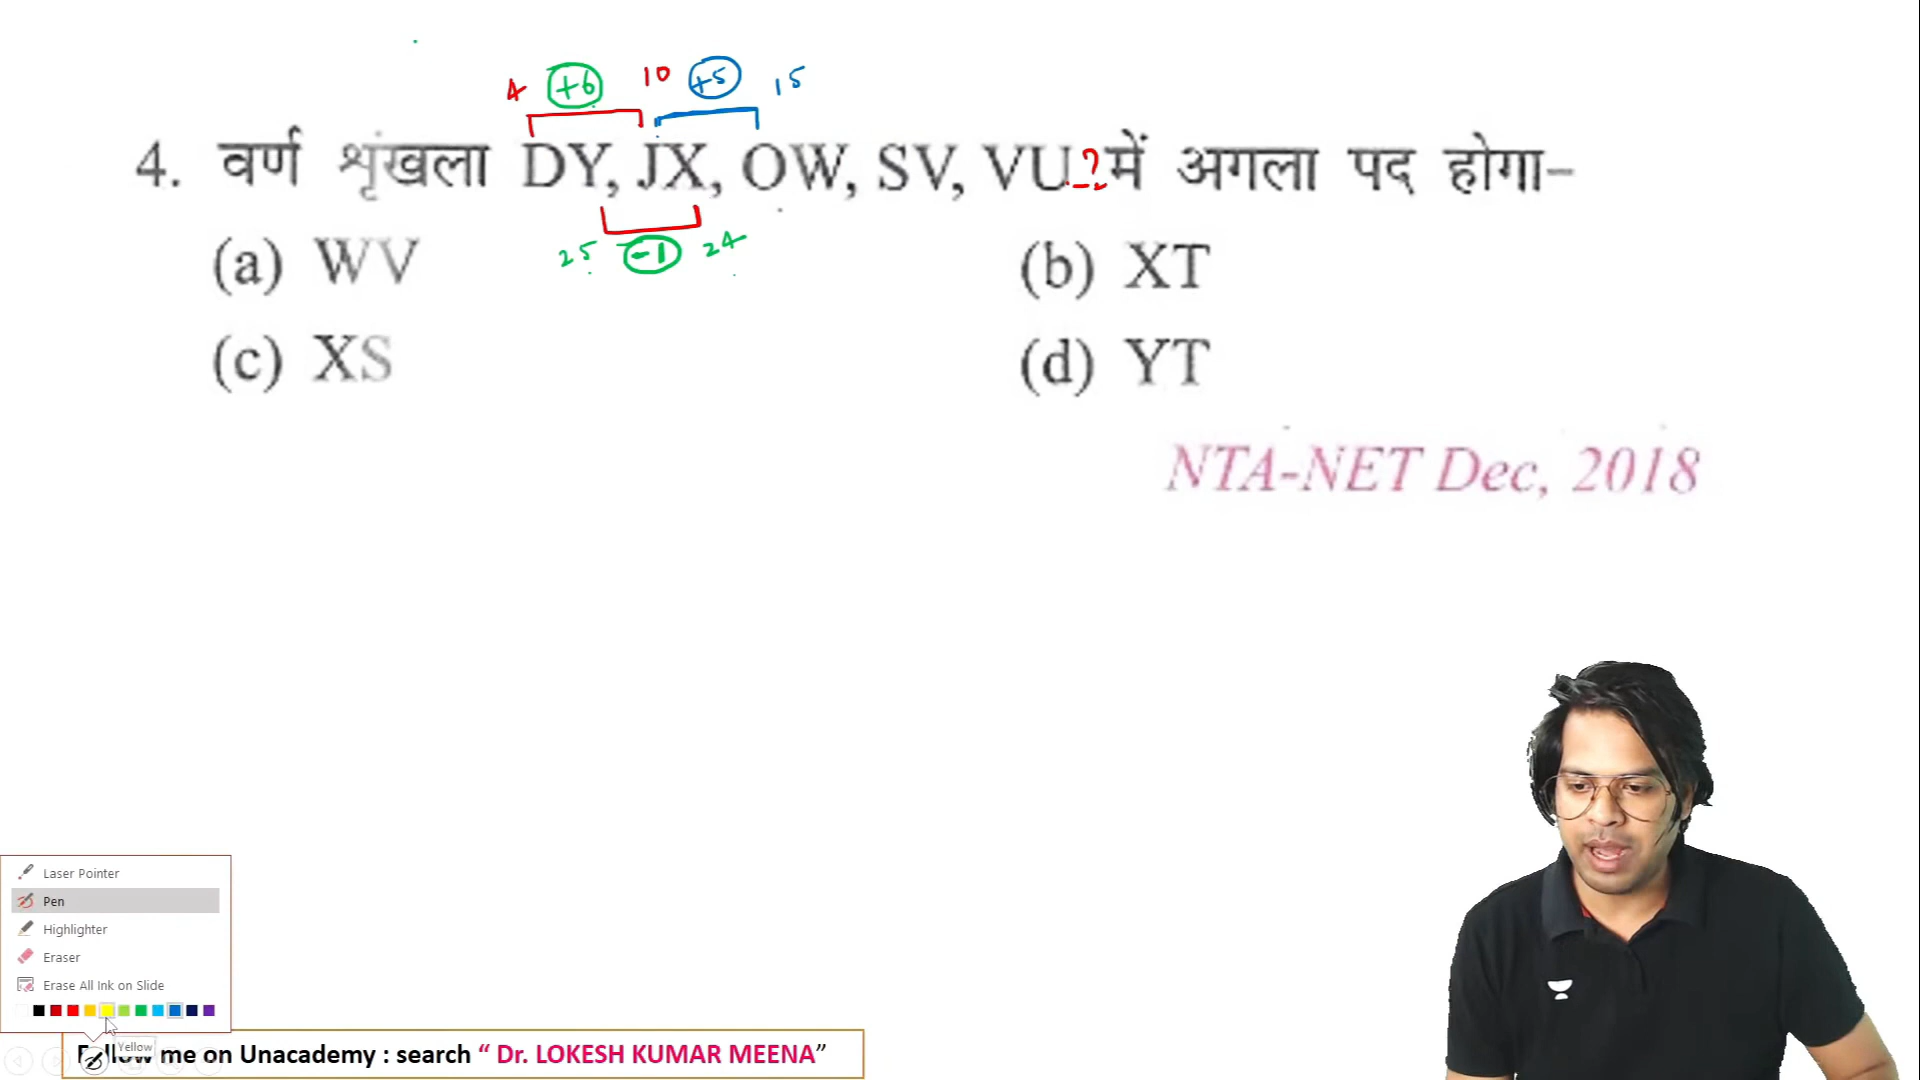 4 +6 10 +5 15
4. वर्ण श्रृंखला DY, JX, OW, SV, VU ? में अगला पद होगा–
25 -1 24
(a) WV (b) XT
(c) XS (d) YT
NTA-NET Dec, 2018
Laser Pointer
Pen
Highlighter
Eraser
Erase All Ink on Slide
Yellow
Follow me on Unacademy : search “ Dr. LOKESH KUMAR MEENA”